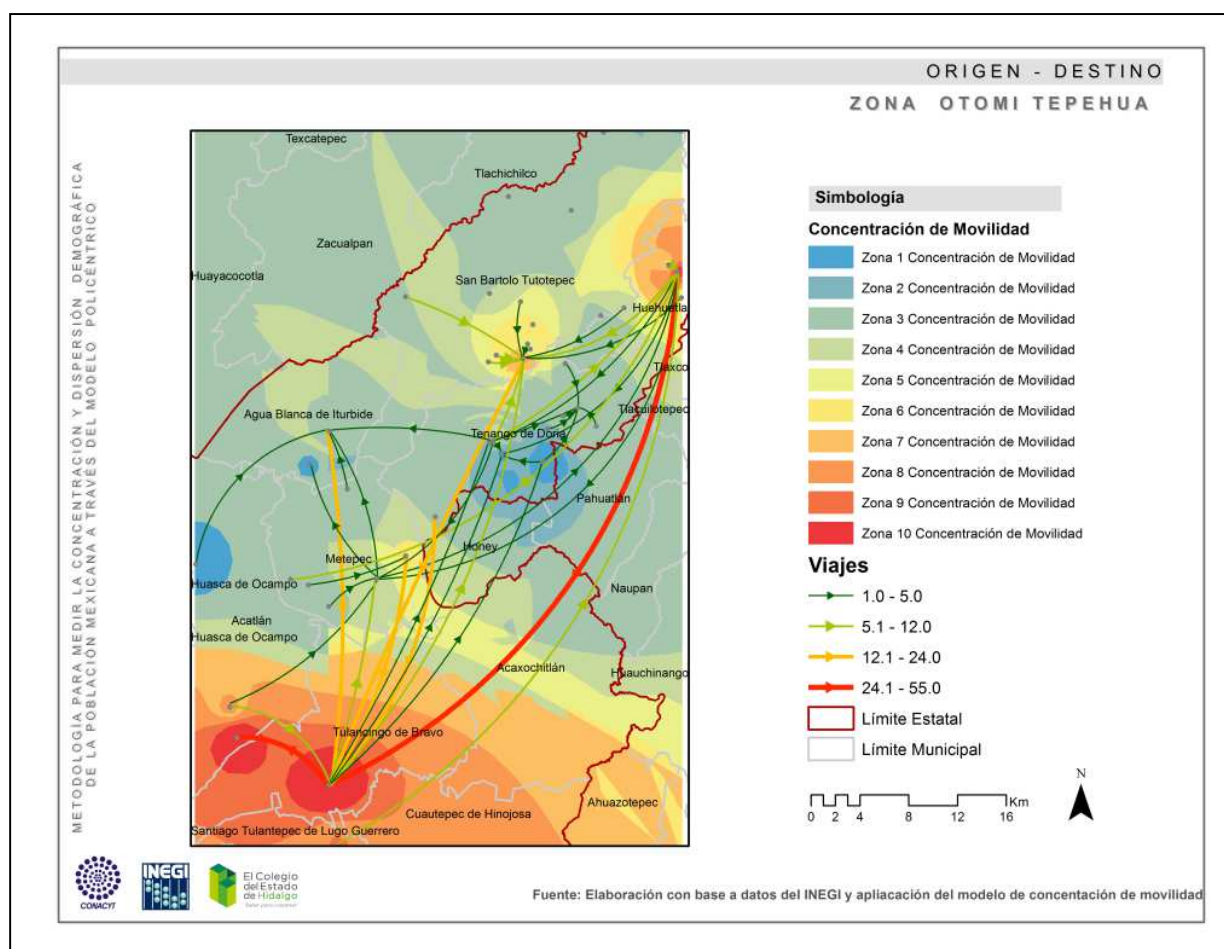 ORIGEN - DESTINO
ZONA OTOMI TEPEHUA
METODOLOGÍA PARA MEDIR LA CONCENTRACIÓN Y DISPERSIÓN DEMOGRÁFICA
DE LA POBLACIÓN MEXICANA A TRAVÉS DEL MODELO POLICÉNTRICO
Texcatepec
Tlachichilco
Zacualpan
Huayacocotla
San Bartolo Tutotepec
Huehuetla
Tlaxco
Tlacuilotepec
Agua Blanca de Iturbide
Tenango de Doria
Pahuatlán
Honey
Metepec
Huasca de Ocampo
Naupan
Acatlán
Huasca de Ocampo
Acaxochitlán
Huauchinango
Tulancingo de Bravo
Ahuazotepec
Cuautepec de Hinojosa
Santiago Tulantepec de Lugo Guerrero
Simbología
Concentración de Movilidad
Zona 1 Concentración de Movilidad
Zona 2 Concentración de Movilidad
Zona 3 Concentración de Movilidad
Zona 4 Concentración de Movilidad
Zona 5 Concentración de Movilidad
Zona 6 Concentración de Movilidad
Zona 7 Concentración de Movilidad
Zona 8 Concentración de Movilidad
Zona 9 Concentración de Movilidad
Zona 10 Concentración de Movilidad
Viajes
1.0 - 5.0
5.1 - 12.0
12.1 - 24.0
24.1 - 55.0
Límite Estatal
Límite Municipal
N
Km
0 2 4 8 12 16
CONACYT
INEGI
El Colegio
del Estado
de Hidalgo
Fuente: Elaboración con base a datos del INEGI y apliacación del modelo de concentación de movilidad